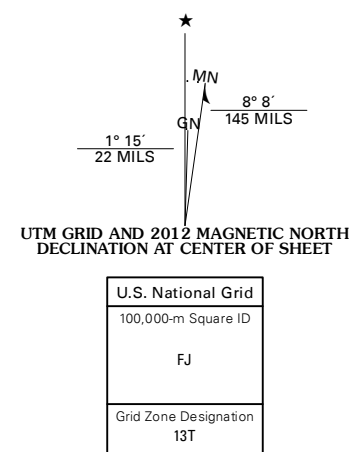 ★
MN
GN
8° 8´
145 MILS
1° 15´
22 MILS
UTM GRID AND 2012 MAGNETIC NORTH
DECLINATION AT CENTER OF SHEET
U.S. National Grid
100,000-m Square ID
FJ
Grid Zone Designation
13T